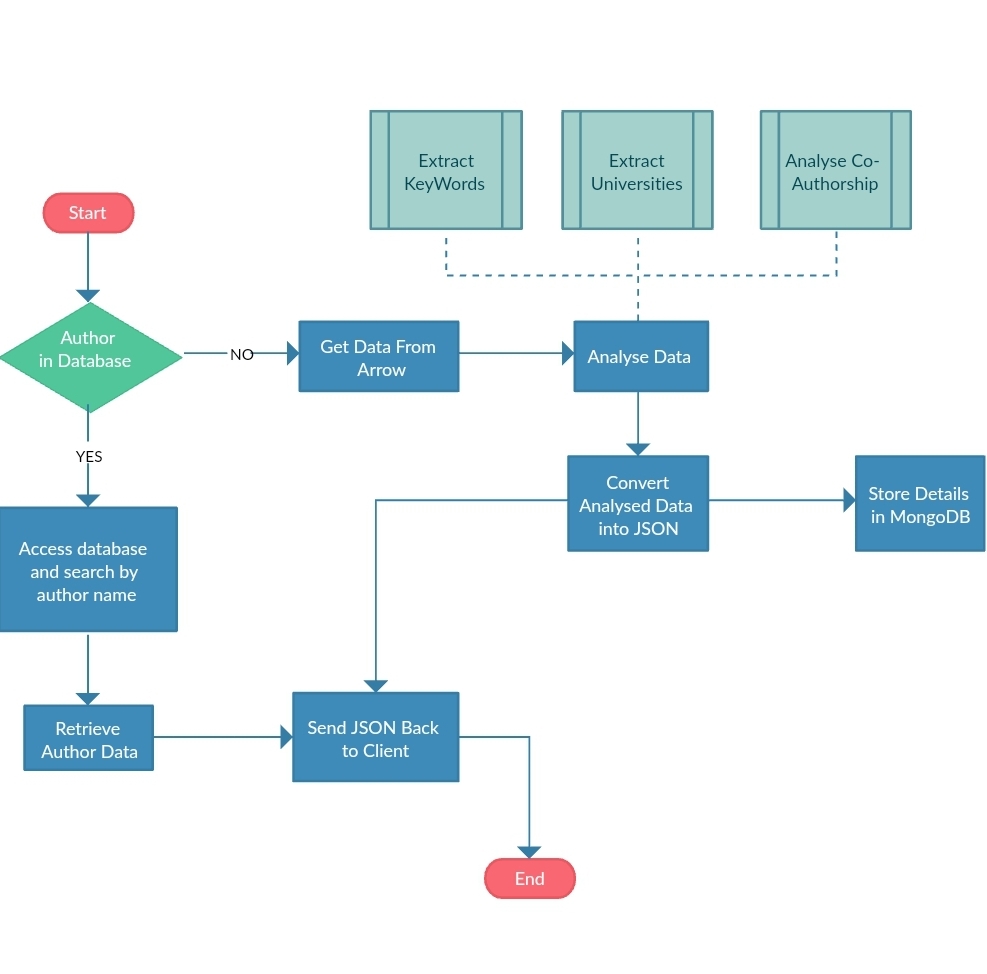 Extract
KeyWords
Extract
Universities
Analyse Co-
Authorship
Start
Author
in Database
NO
Get Data From
Arrow
Analyse Data
YES
Convert
Analysed Data
into JSON
Store Details
in MongoDB
Access database
and search by
author name
Retrieve
Author Data
Send JSON Back
to Client
End